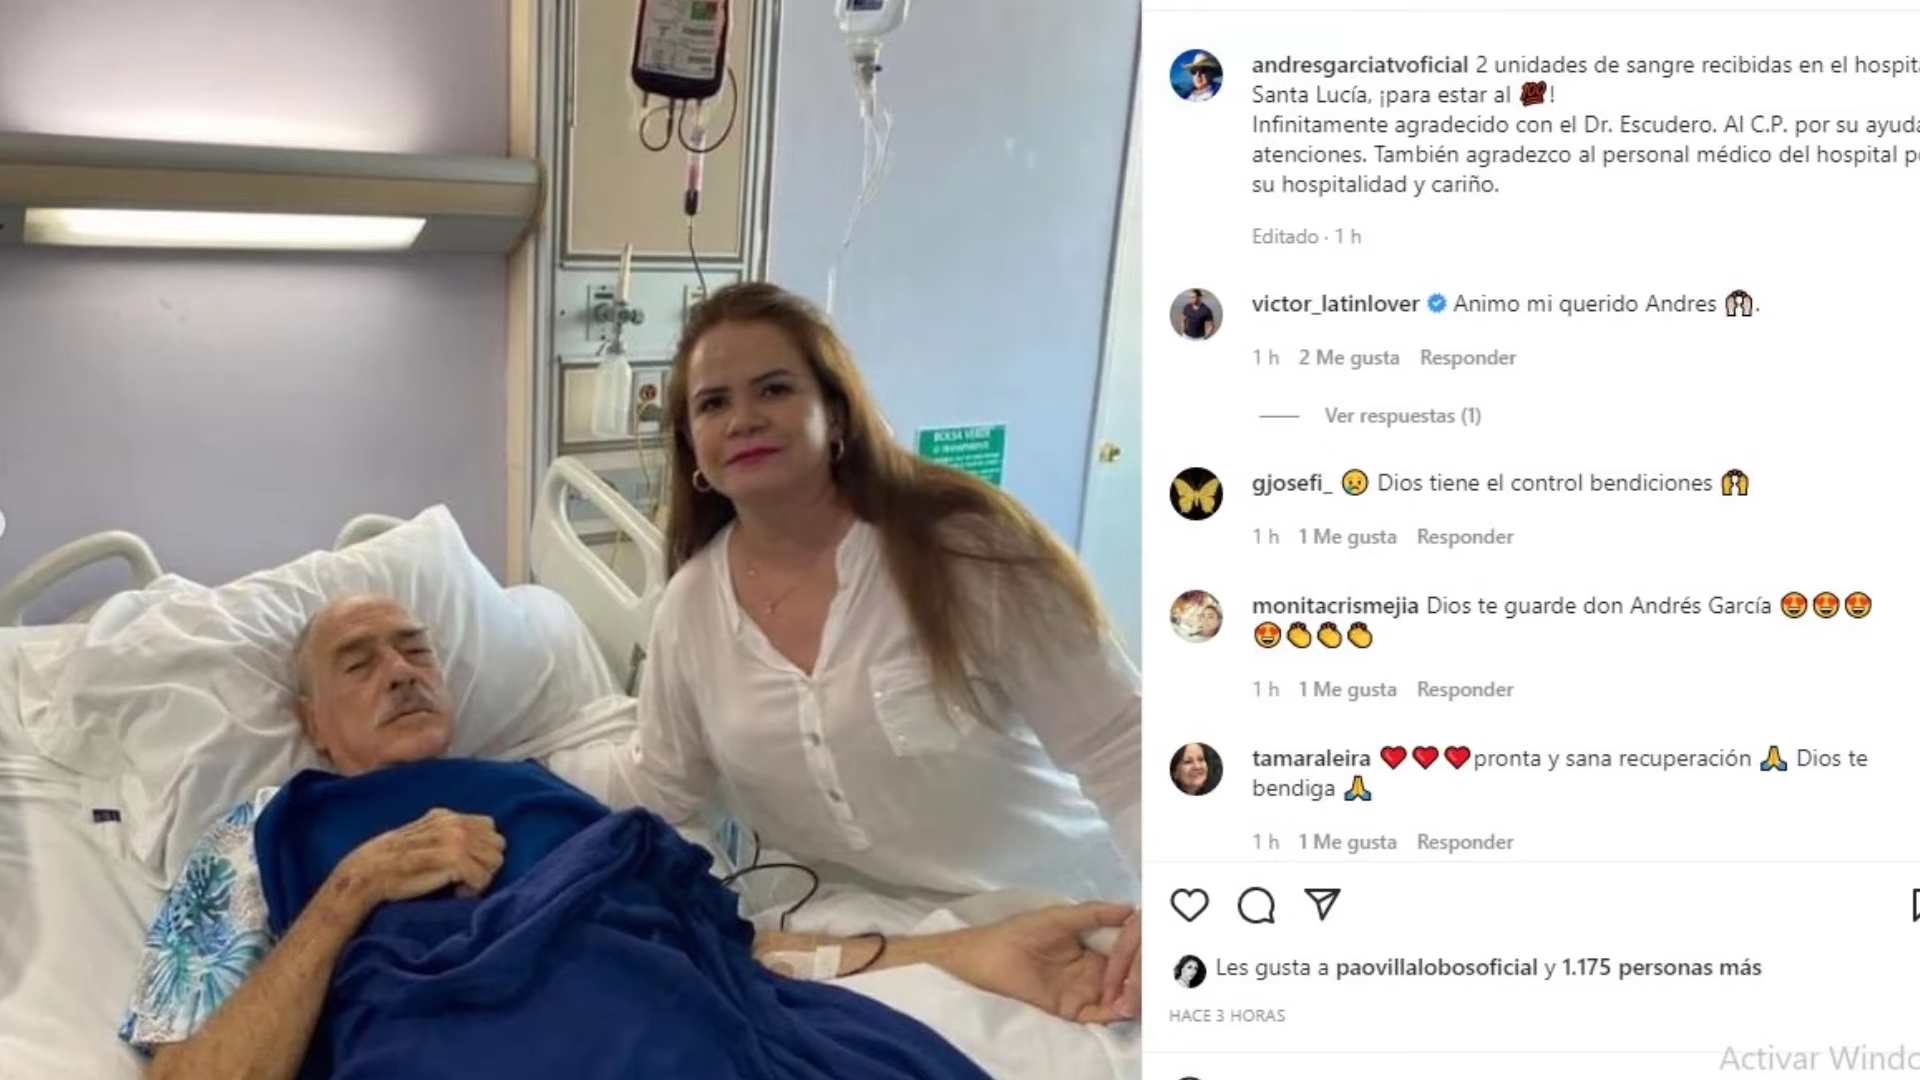 andresgarciatvoficial 2 unidades de sangre recibidas en el hospit
Santa Lucía, ¡para estar al 💯!
Infinitamente agradecido con el Dr. Escudero. Al C.P. por su ayuda
atenciones. También agradezco al personal médico del hospital p
su hospitalidad y cariño.
Editado · 1 h
victor_latinlover Animo mi querido Andres 🙌.
1 h 2 Me gusta Responder
Ver respuestas (1)
gjosefi_ 😢 Dios tiene el control bendiciones 🙌
1 h 1 Me gusta Responder
monitacrismejia Dios te guarde don Andrés García 😍😍😍
😍👏👏👏
1 h 1 Me gusta Responder
tamaraleira ❤️❤️❤️pronta y sana recuperación 🙏 Dios te
bendiga 🙏
1 h 1 Me gusta Responder
Les gusta a paovillalobosoficial y 1.175 personas más
HACE 3 HORAS
Activar Windo
BOLSA VERDE